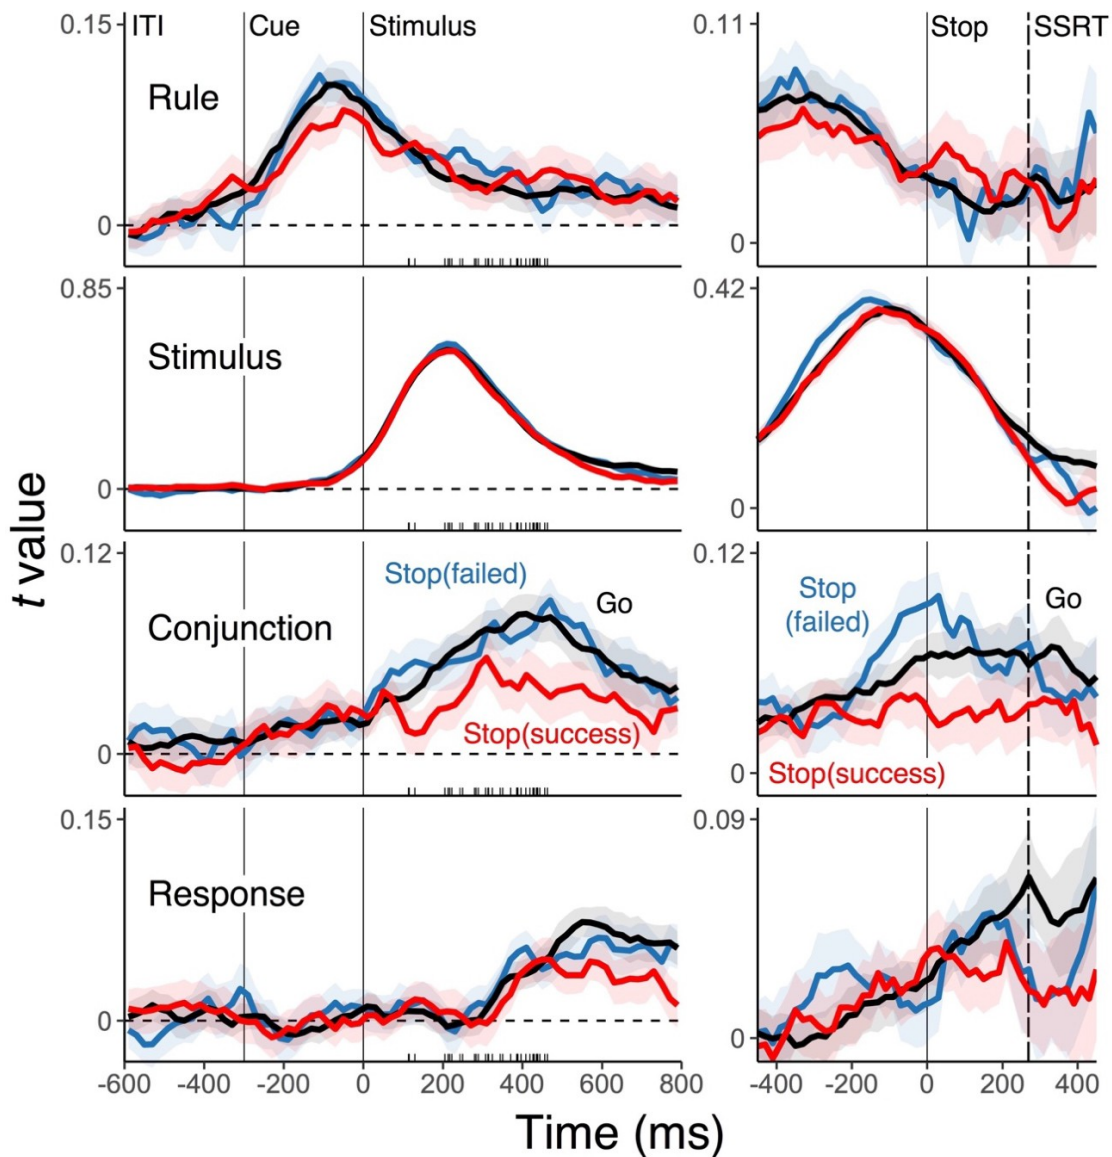 0.15
ITI
Cue
Stimulus
Rule
0
0.11
Stop
SSRT
0
0.85
Stimulus
0
0.42
0
t value
0.12
Stop(failed)
Go
Conjunction
Stop(success)
0
0.12
Stop
(failed)
Go
Stop(success)
0
0.15
Response
0
0.09
0
-600 -400 -200 0 200 400 600 800
-400 -200 0 200 400
Time (ms)